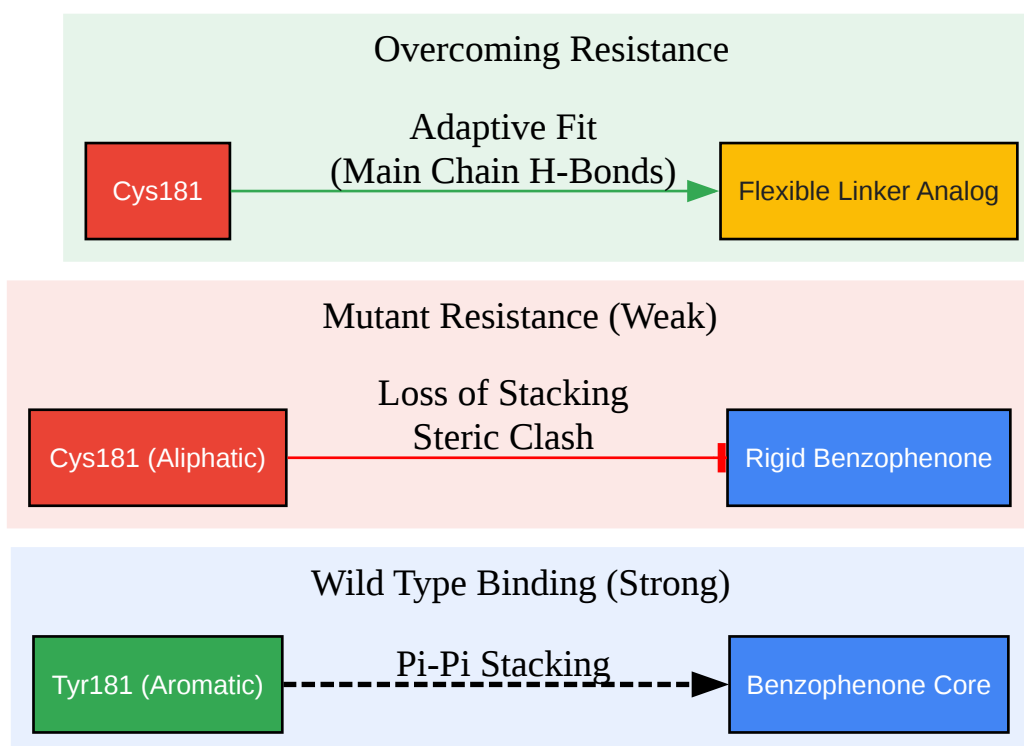 Overcoming Resistance
Adaptive Fit
(Main Chain H-Bonds)
Cys181
Flexible Linker Analog
Mutant Resistance (Weak)
Loss of Stacking
Steric Clash
Cys181 (Aliphatic)
Rigid Benzophenone
Wild Type Binding (Strong)
Pi-Pi Stacking
Tyr181 (Aromatic)
Benzophenone Core